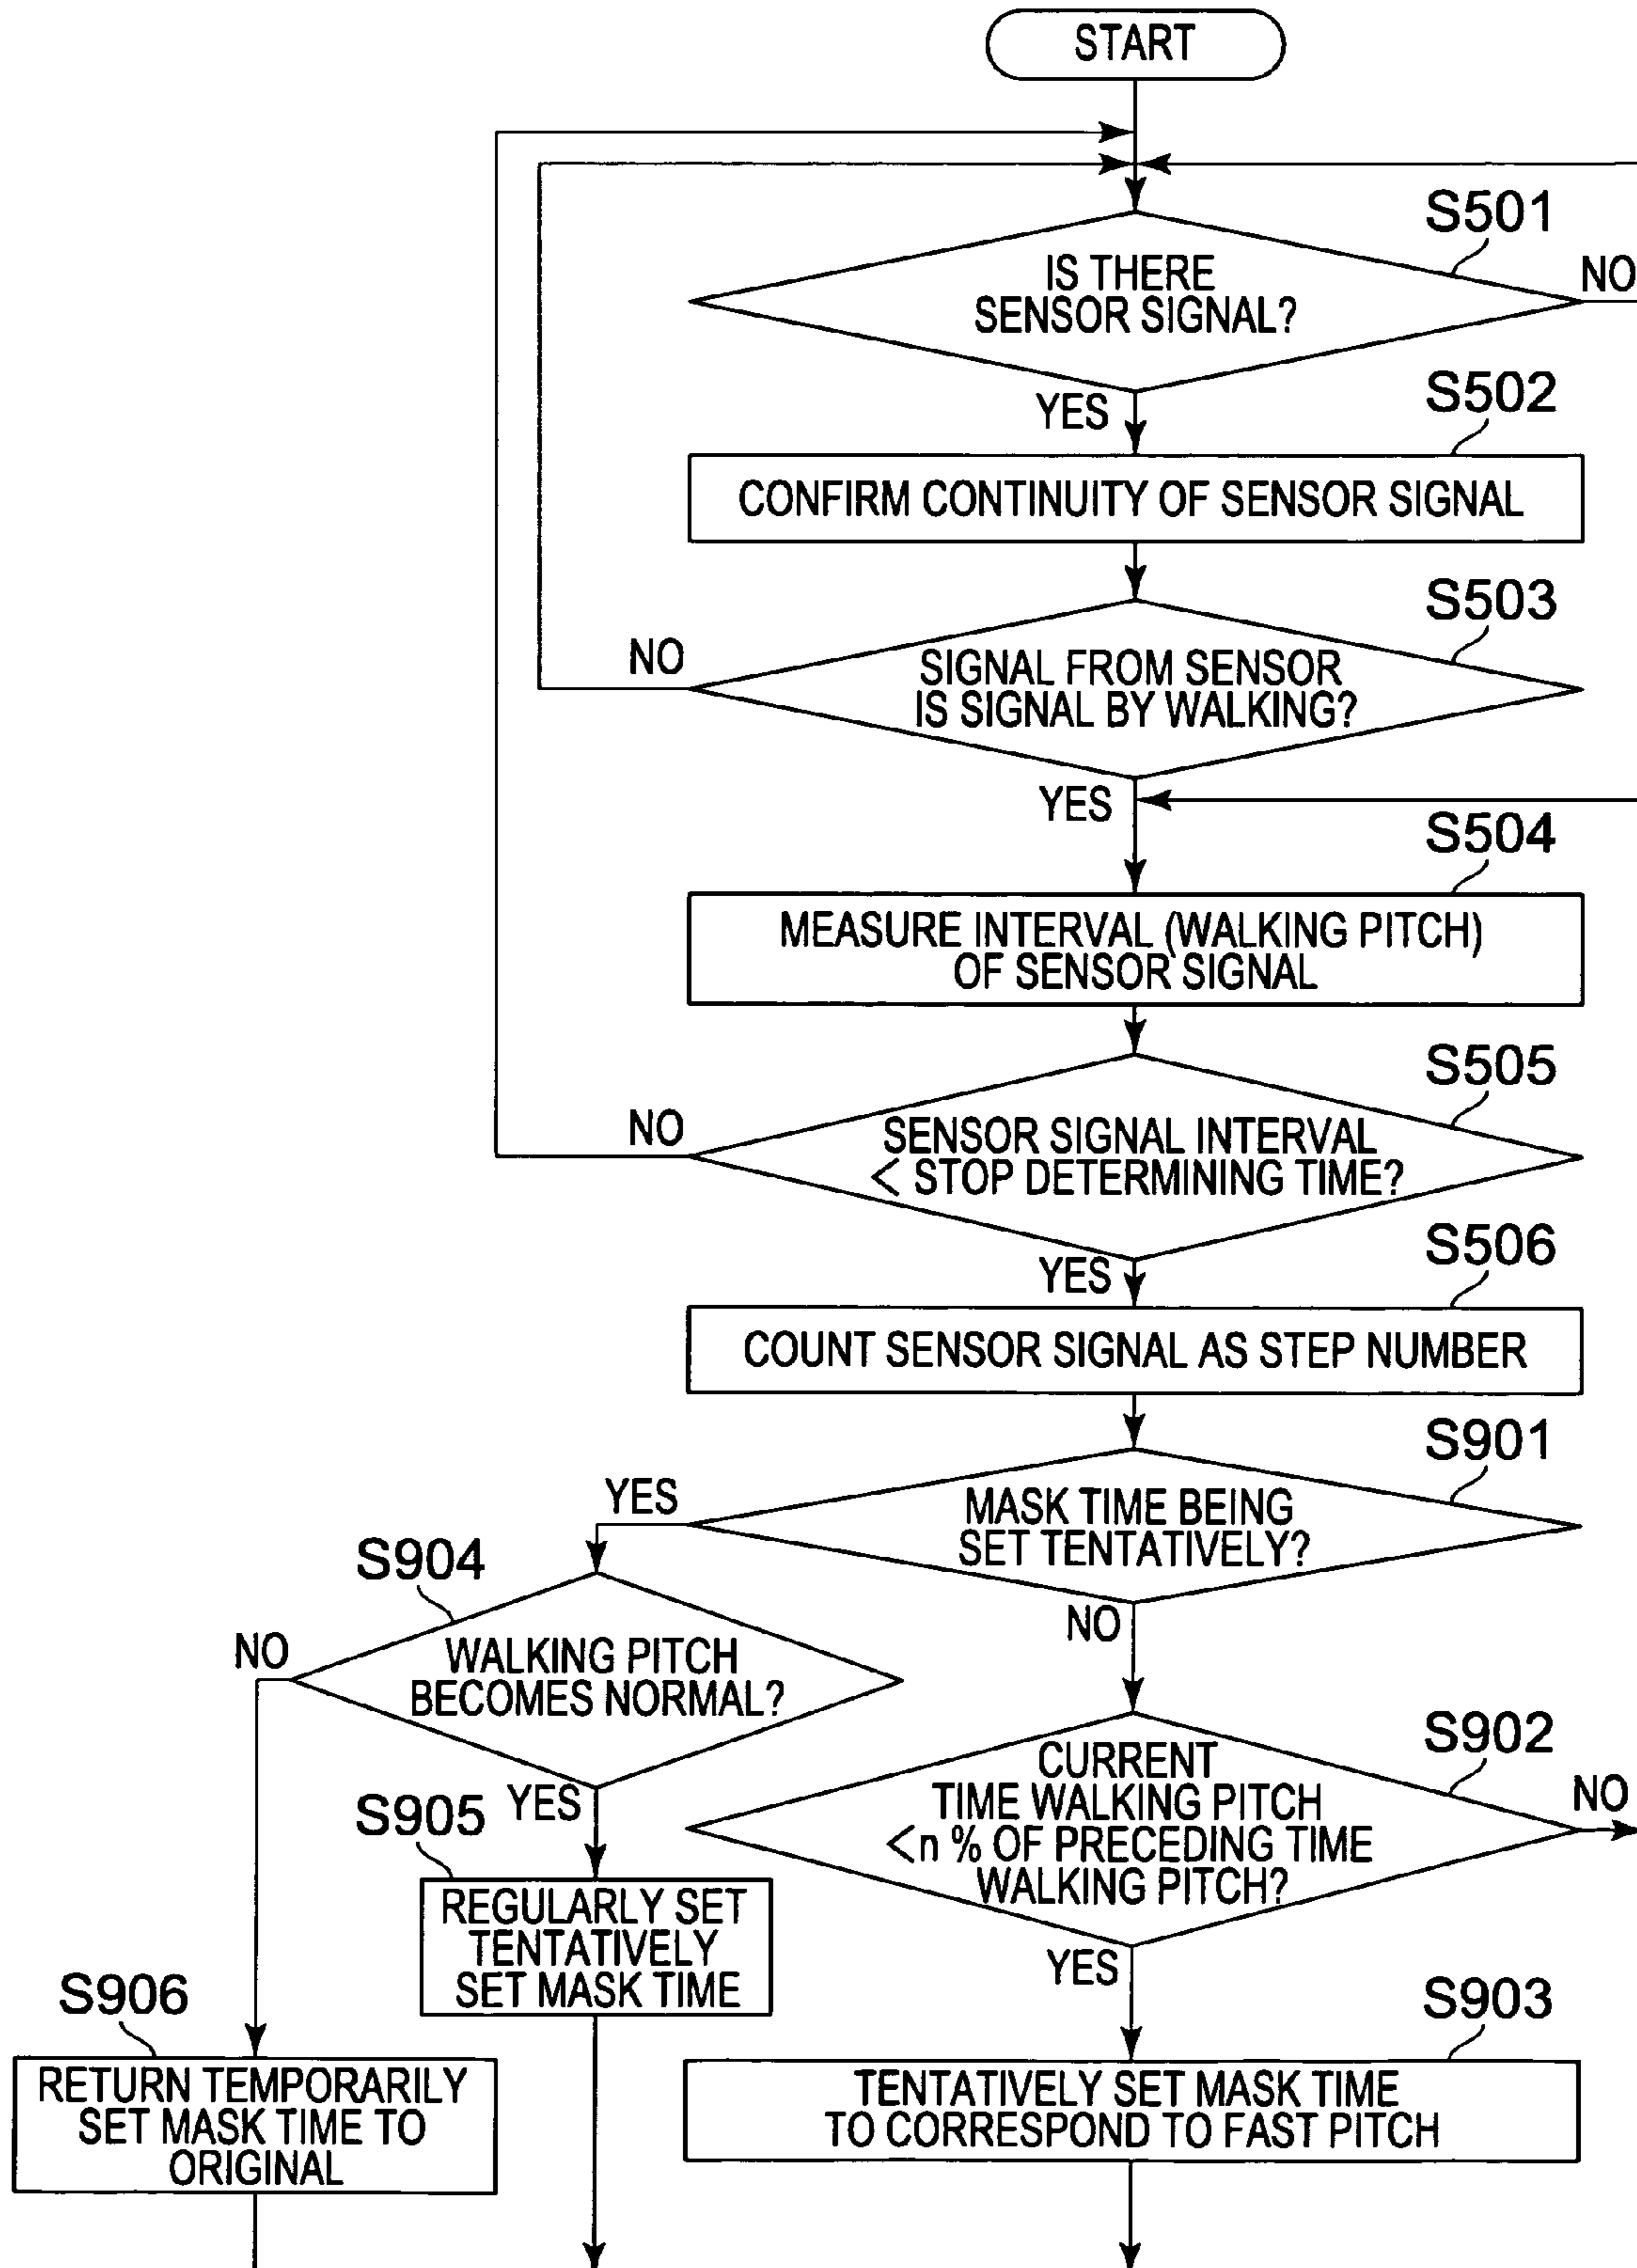 START
S501
IS THERE
SENSOR SIGNAL?
NO
YES
S502
CONFIRM CONTINUITY OF SENSOR SIGNAL
S503
NO
SIGNAL FROM SENSOR
IS SIGNAL BY WALKING?
YES
S504
MEASURE INTERVAL (WALKING PITCH)
OF SENSOR SIGNAL
S505
NO
SENSOR SIGNAL INTERVAL
< STOP DETERMINING TIME?
YES
S506
COUNT SENSOR SIGNAL AS STEP NUMBER
S901
YES
MASK TIME BEING
SET TENTATIVELY?
NO
S904
NO
WALKING PITCH
BECOMES NORMAL?
YES
S902
CURRENT
TIME WALKING PITCH
<n % OF PRECEDING TIME
WALKING PITCH?
NO
YES
S905
REGULARLY SET
TENTATIVELY
SET MASK TIME
S906
RETURN TEMPORARILY
SET MASK TIME TO
ORIGINAL
S903
TENTATIVELY SET MASK TIME
TO CORRESPOND TO FAST PITCH